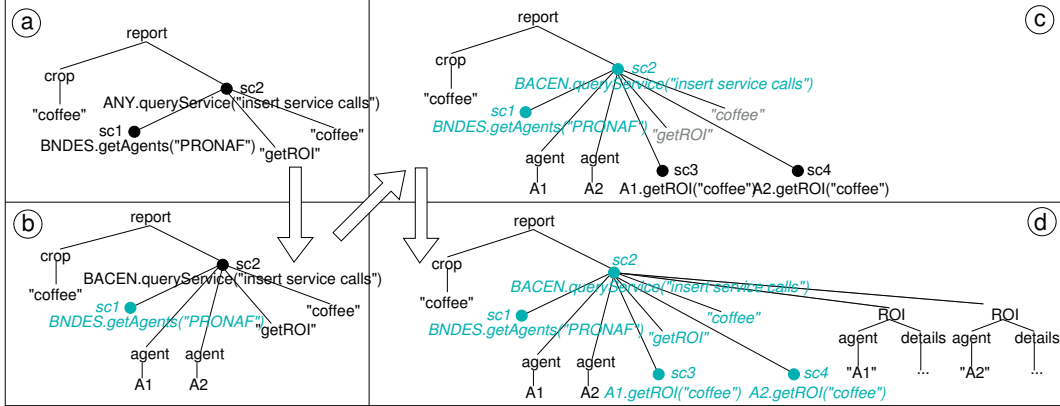 a
report
crop
sc2
"coffee"
ANY.queryService("insert service calls")
sc1
"coffee"
BNDES.getAgents("PRONAF")
"getROI"
c
report
crop
sc2
BACEN.queryService("insert service calls")
"coffee"
sc1
"coffee"
BNDES.getAgents("PRONAF")
"getROI"
agent
agent
sc3
sc4
A1
A2
A1.getROI("coffee")
A2.getROI("coffee")
b
report
crop
sc2
BACEN.queryService("insert service calls")
"coffee"
sc1
"coffee"
BNDES.getAgents("PRONAF")
"getROI"
agent
agent
A1
A2
d
report
crop
sc2
BACEN.queryService("insert service calls")
"coffee"
sc1
"coffee"
ROI
ROI
BNDES.getAgents("PRONAF")
"getROI"
agent
details
agent
details
agent
agent
sc3
sc4
"A1"
...
"A2"
...
A1
A2
A1.getROI("coffee")
A2.getROI("coffee")